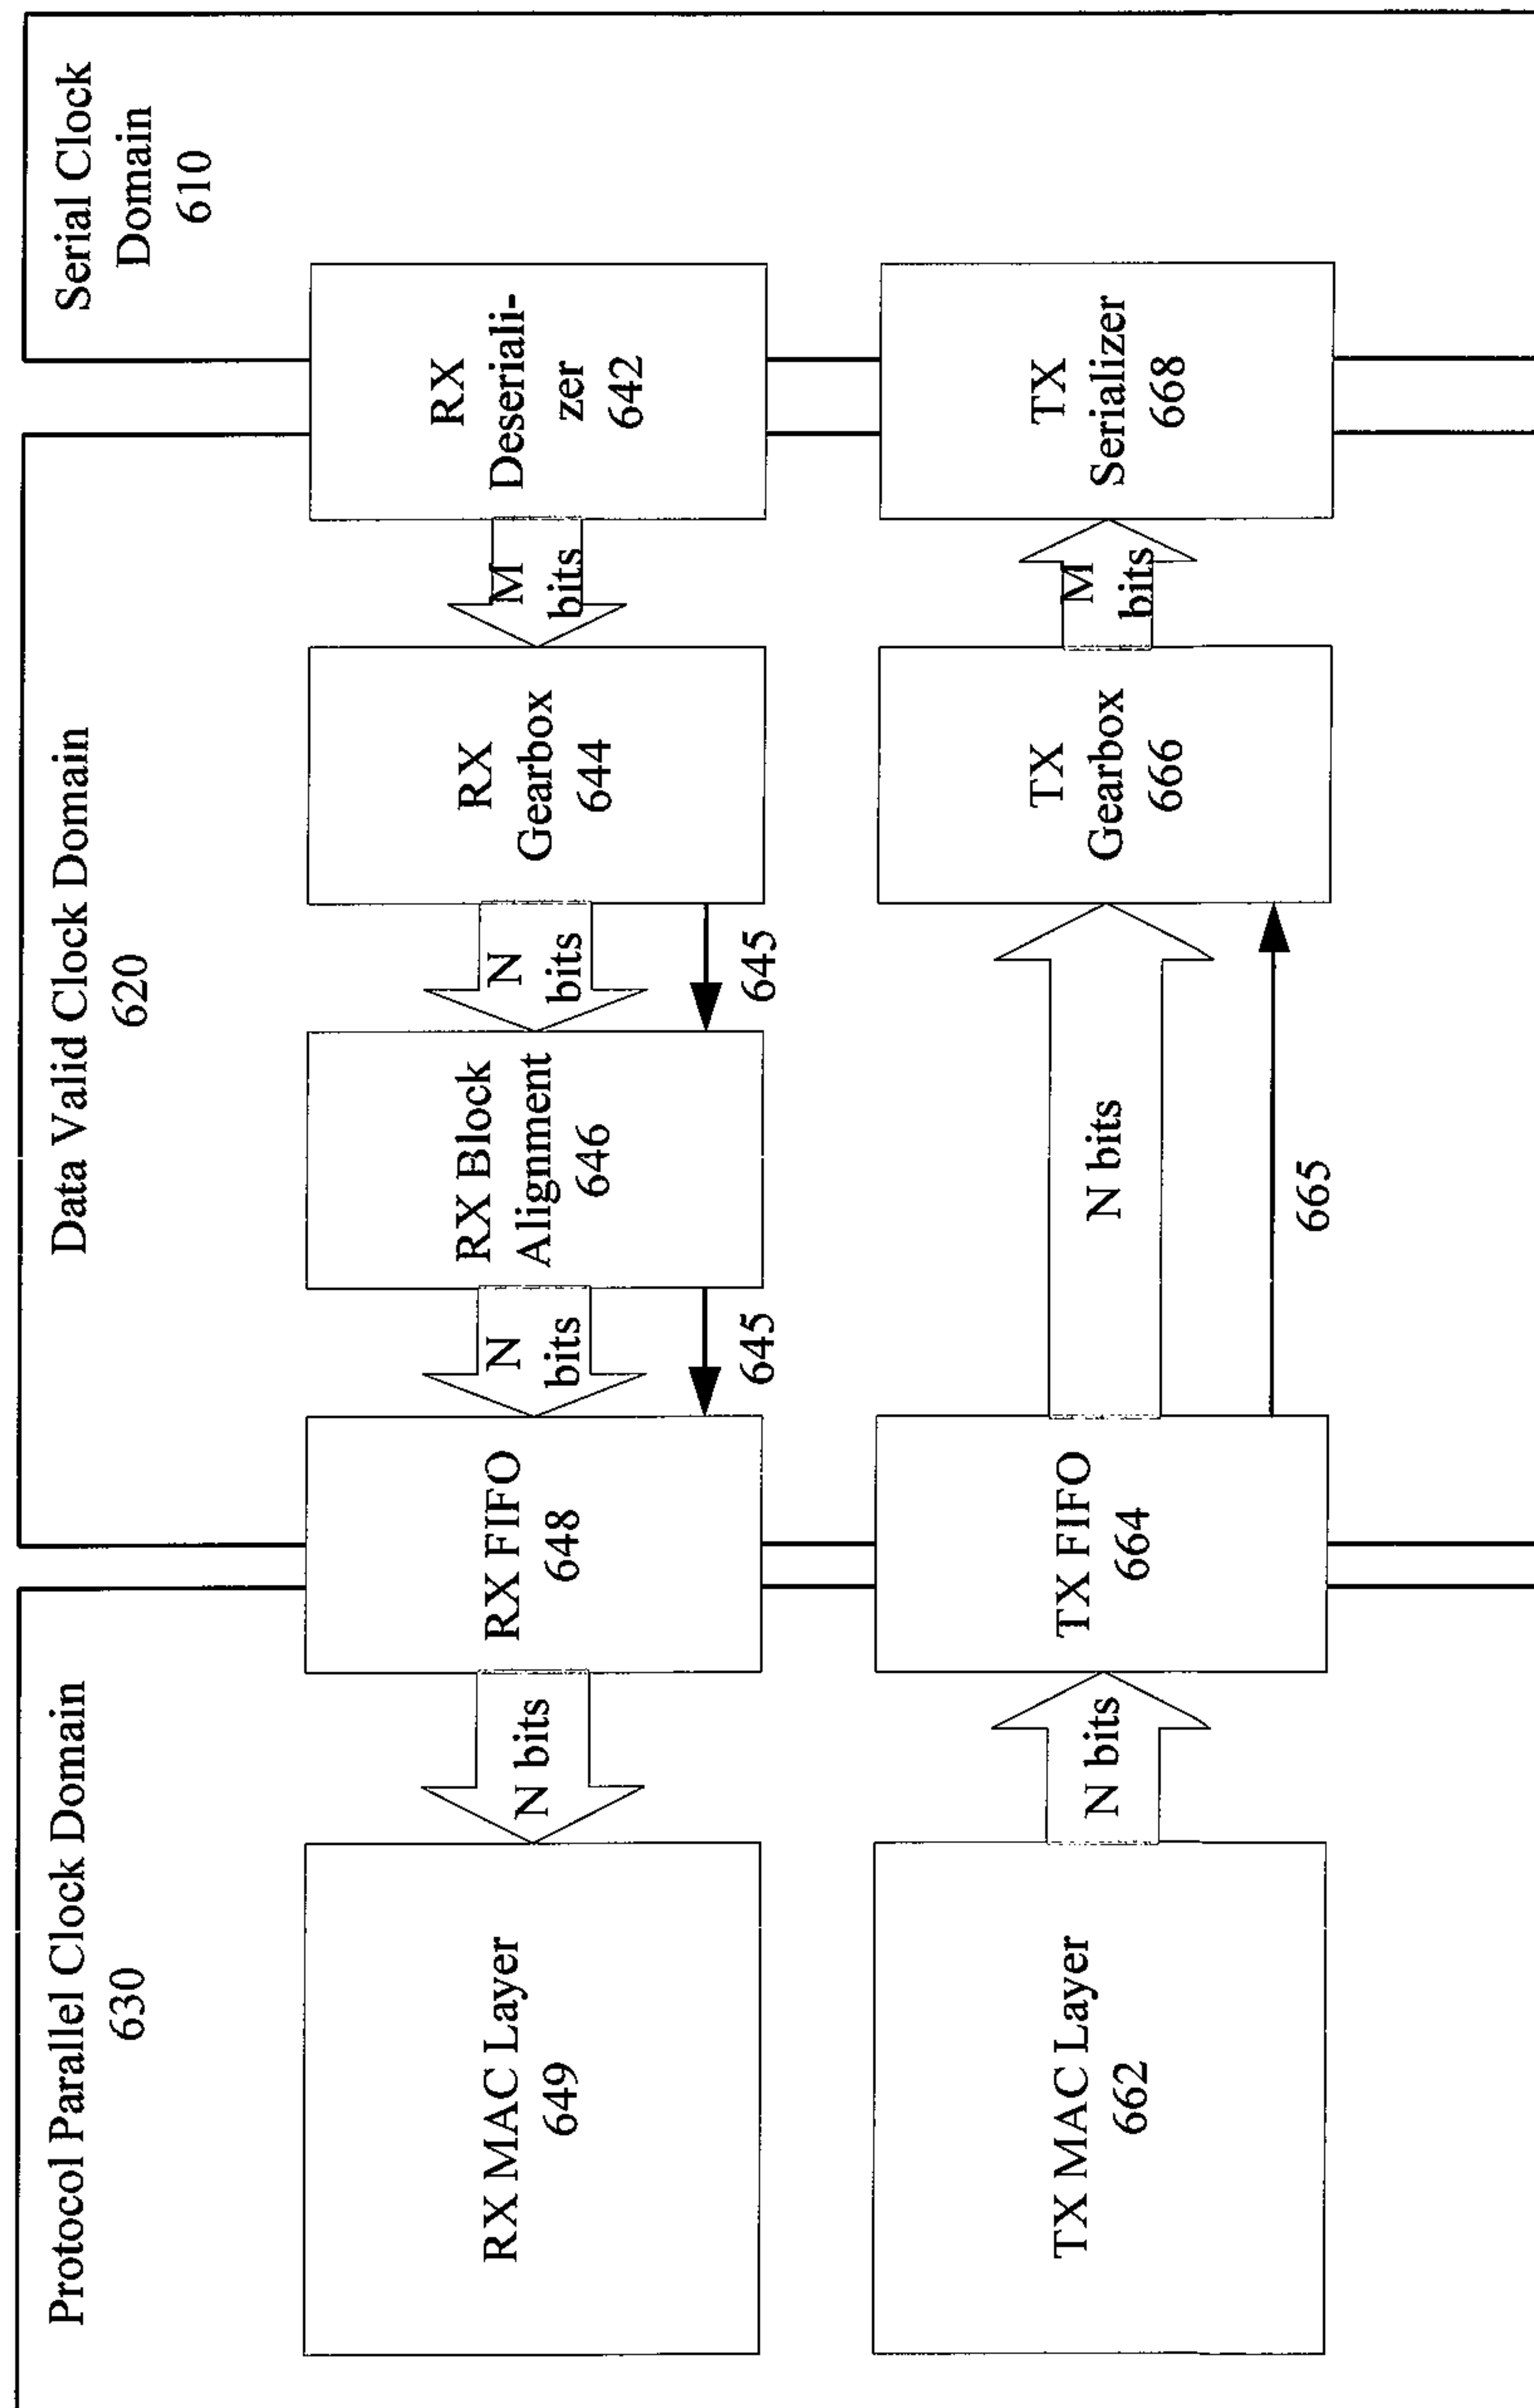 Protocol Parallel Clock Domain
630
Data Valid Clock Domain
620
Serial Clock
Domain
610
RX MAC Layer
649
N bits
RX FIFO
648
N
bits
645
RX Block
Alignment
646
N
bits
645
RX
Gearbox
644
M
bits
RX
Deseriali-
zer
642
TX MAC Layer
662
N bits
TX FIFO
664
N bits
665
TX
Gearbox
666
M
bits
TX
Serializer
668